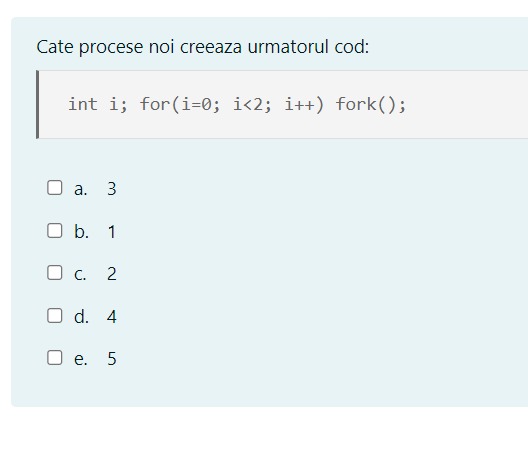 Cate procese noi creeaza urmatorul cod:
int i; for(i=0; i<2; i++) fork();
a. 3
b. 1
c. 2
d. 4
e. 5